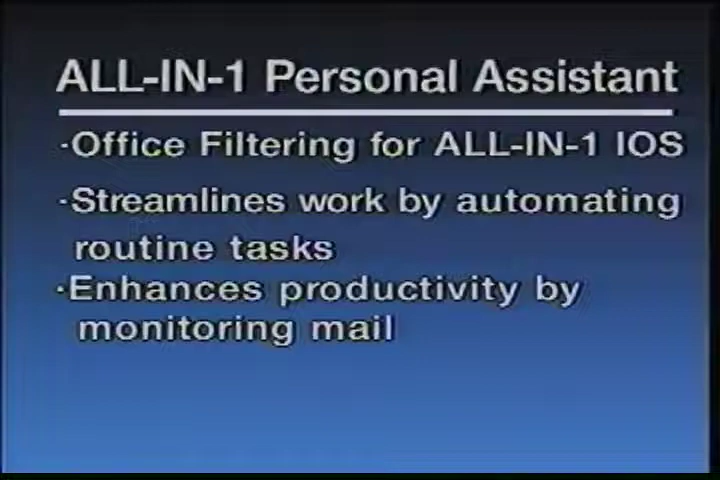 ALL-IN-1 Personal Assistant
·Office Filtering for ALL-IN-1 IOS
·Streamlines work by automating
routine tasks
·Enhances productivity by
monitoring mail